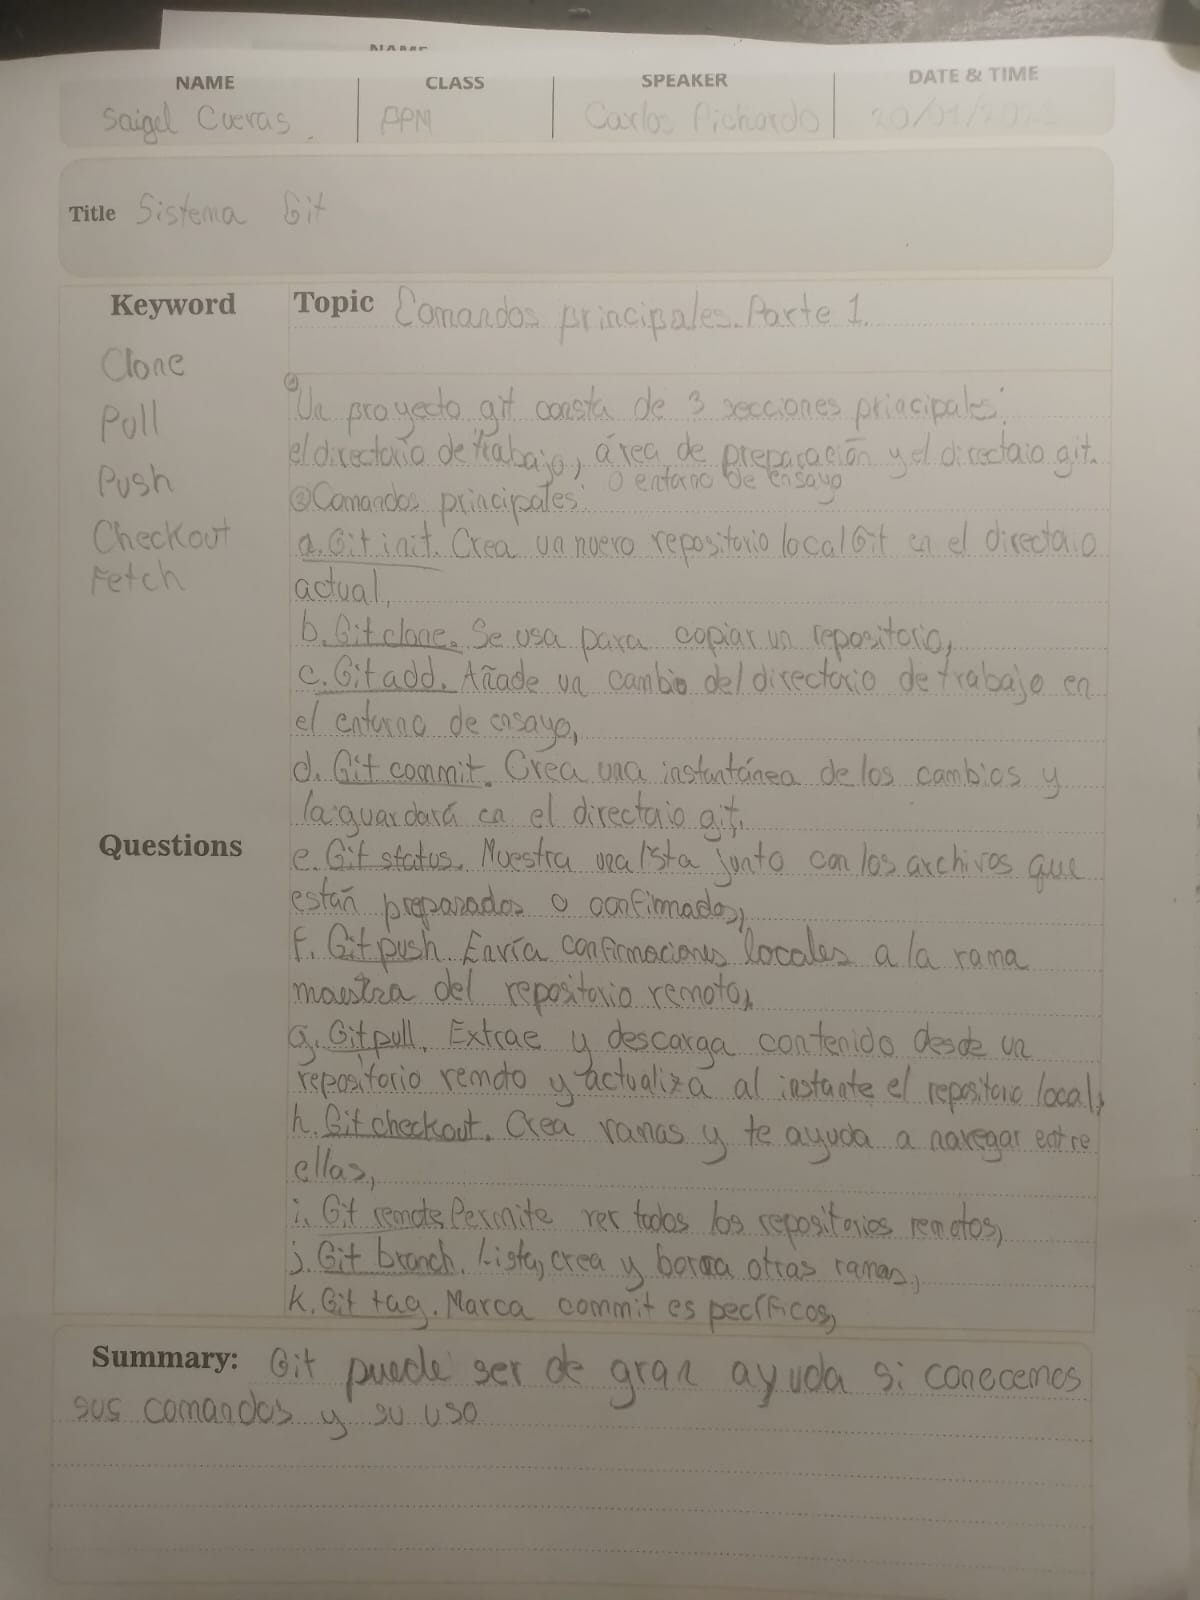 NAME
NAME CLASS SPEAKER DATE & TIME
Saigel Cuevas PPM Carlos Pichardo 20/01/
Title Sistema Git
Keyword Topic Comandos principales. Parte 1.
Clone
Pull
Push
Checkout
Fetch
① Un proyecto git consta de 3 secciones principales:
el directorio de trabajo, área de preparación y el directorio git.
o entorno de ensayo
② Comandos principales:
a. Git init. Crea un nuevo repositorio local Git en el directorio
actual,
b. Git clone. Se usa para copiar un repositorio,
c. Git add. Añade un cambio del directorio de trabajo en
el entorno de ensayo,
d. Git commit. Crea una instantánea de los cambios y
la guardará en el directorio git,
Questions
e. Git status. Muestra una lista junto con los archivos que
están preparados o confirmados,
f. Git push. Envía confirmaciones locales a la rama
maestra del repositorio remoto,
g. Git pull. Extrae y descarga contenido desde un
repositorio remoto y actualiza al instante el repositorio local,
h. Git checkout. Crea ramas y te ayuda a navegar entre
ellas,
i. Git remote Permite ver todos los repositorios remotos,
j. Git branch. Lista, crea y borra otras ramas,
k. Git tag. Marca commit específicos,
Summary: Git puede ser de gran ayuda si conecemos
sus comandos y su uso